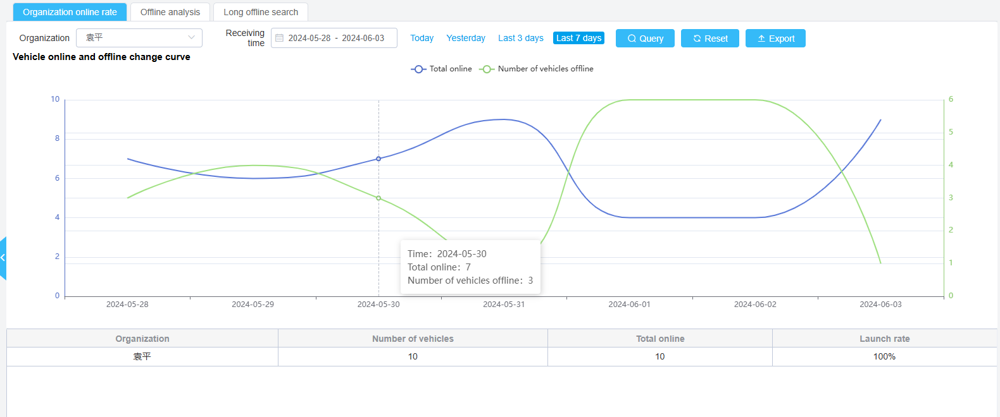 Organization online rate
Offline analysis
Long offline search
Organization
袁平
Receiving
time
2024-05-28 - 2024-06-03
Today
Yesterday
Last 3 days
Last 7 days
Query
Reset
Export
Vehicle online and offline change curve
Total online
Number of vehicles offline
10
8
6
4
2
0
6
5
4
3
2
1
0
Time：2024-05-30
Total online：7
Number of vehicles offline：3
2024-05-28
2024-05-29
2024-05-30
2024-05-31
2024-06-01
2024-06-02
2024-06-03
Organization
Number of vehicles
Total online
Launch rate
袁平
10
10
100%